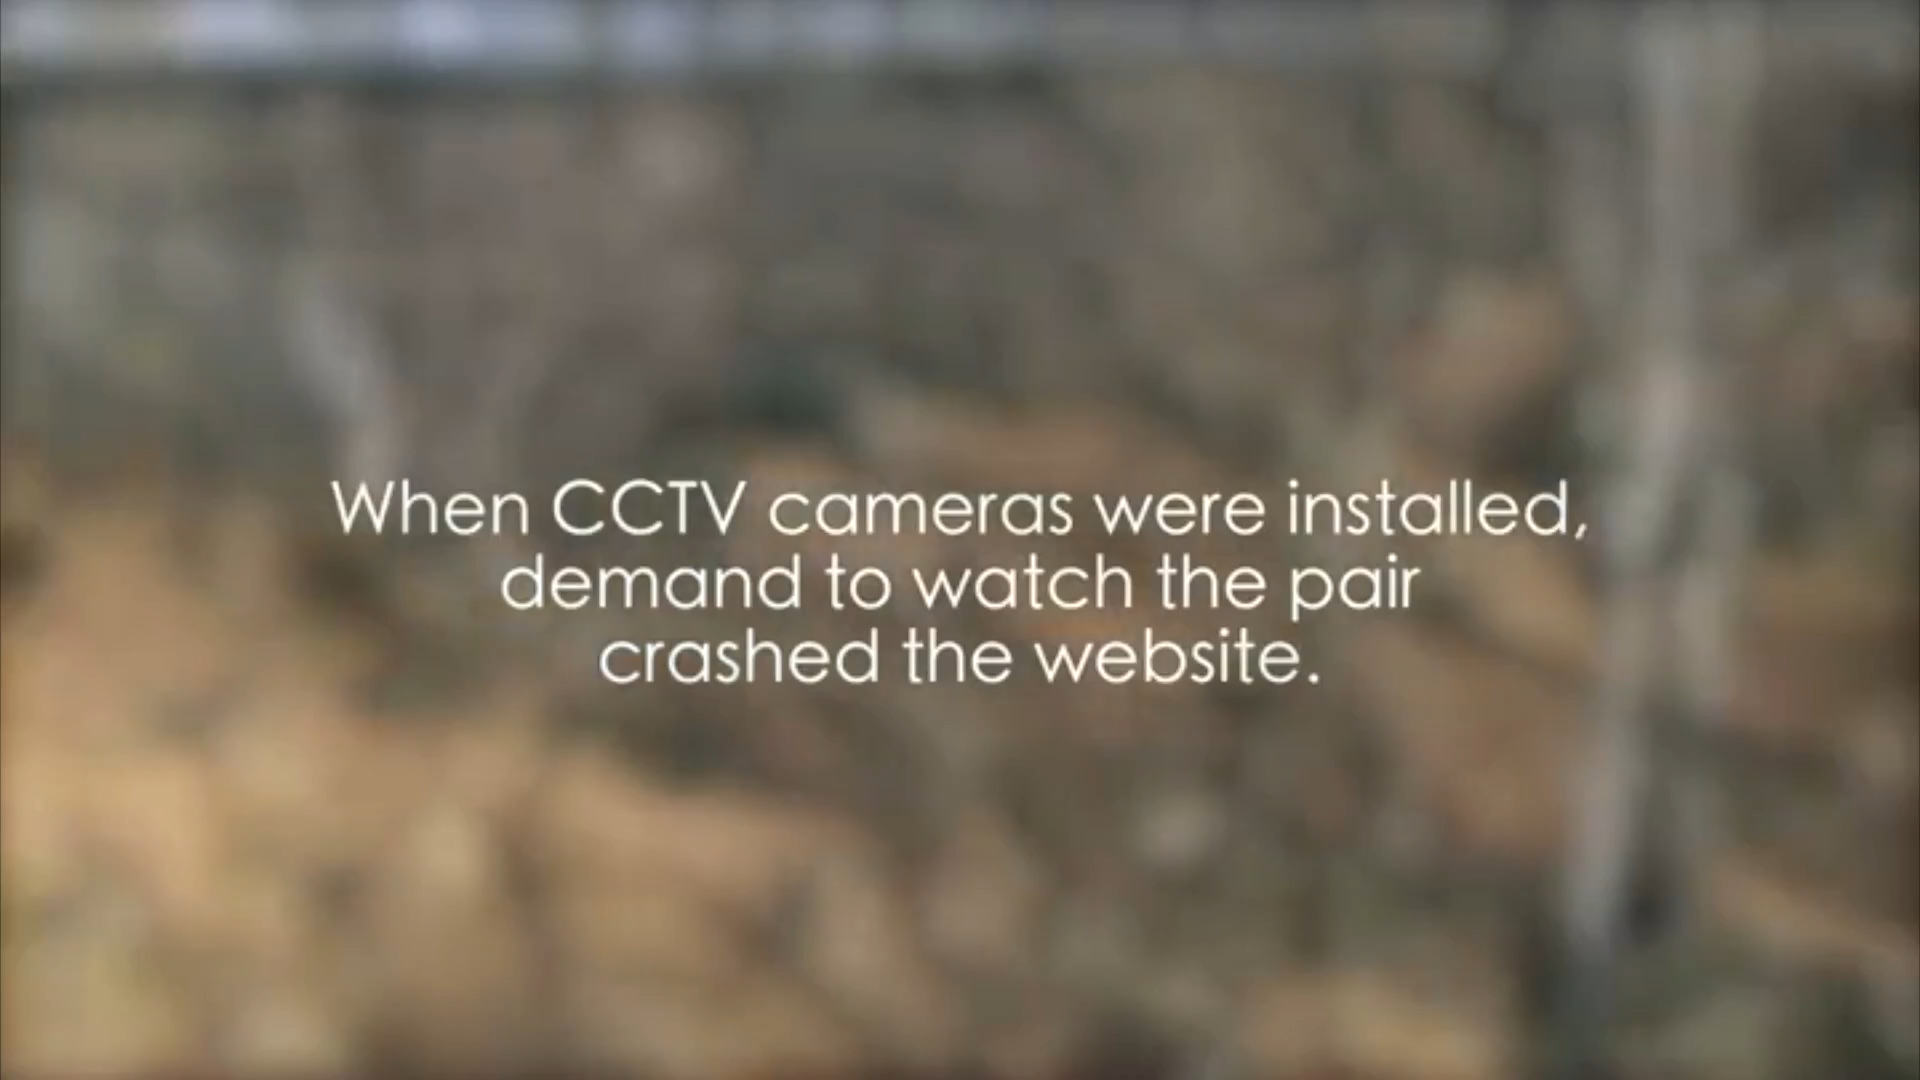 When CCTV cameras were installed,
demand to watch the pair
crashed the website.